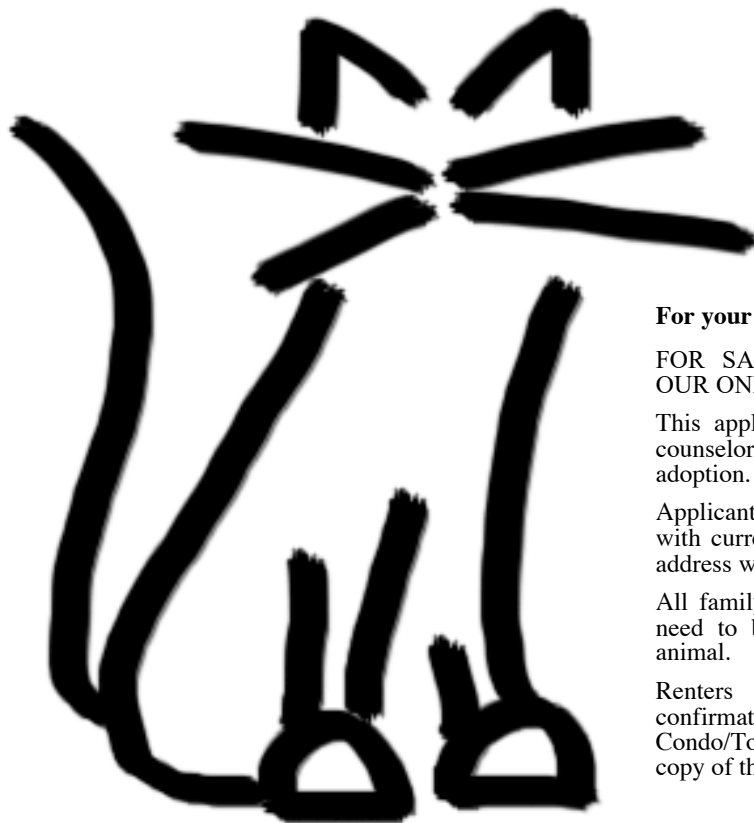 For your
FOR SA
OUR ON
This appl
counselor
adoption.
Applicant
with curr
address w
All famil
need to b
animal.
Renters
confirmat
Condo/To
copy of th